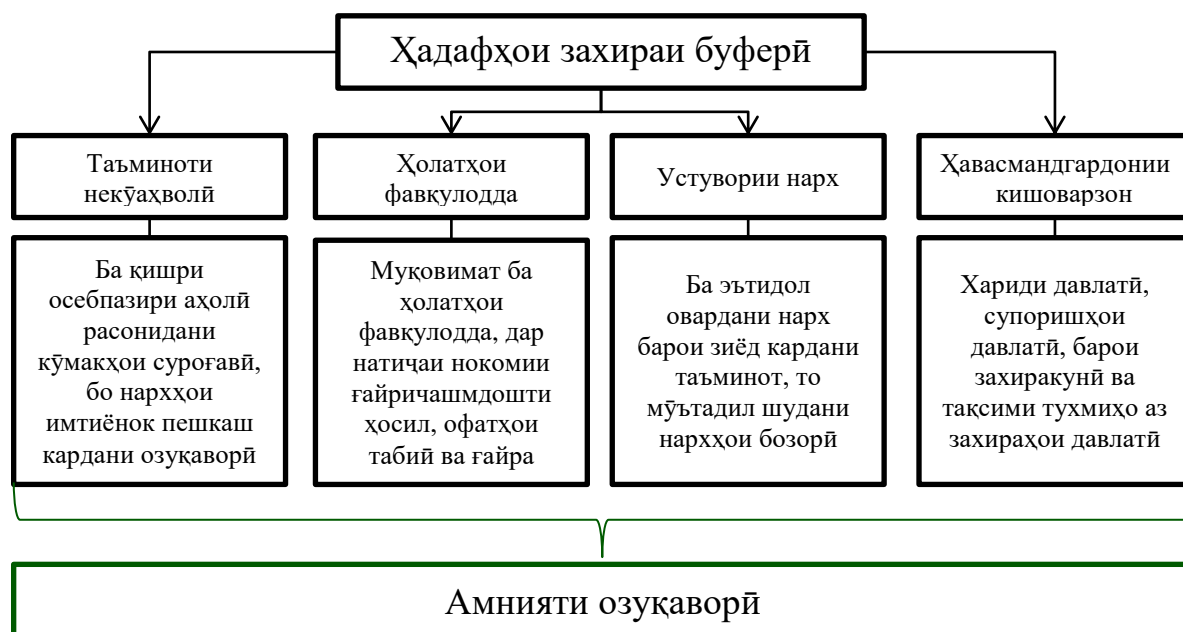 Ҳадафҳои захираи буферӣ
Таъминоти
некӯаҳволӣ
Ҳолатҳои
фавқулодда
Устувории нарх
Ҳавасмандгардонии
кишоварзон
Ба қишри
осебпазири аҳолӣ
расонидани
кӯмакҳои суроғавӣ,
бо нархҳои
имтиёнок пешкаш
кардани озуқаворӣ
Муқовимат ба
ҳолатҳои
фавқулодда, дар
натиҷаи нокомии
ғайричашмдошти
ҳосил, офатҳои
табиӣ ва ғайра
Ба эътидол
овардани нарх
барои зиёд кардани
таъминот, то
мӯътадил шудани
нархҳои бозорӣ
Хариди давлатӣ,
супоришҳои
давлатӣ, барои
захиракунӣ ва
тақсими тухмиҳо аз
захираҳои давлатӣ
Амнияти озуқаворӣ